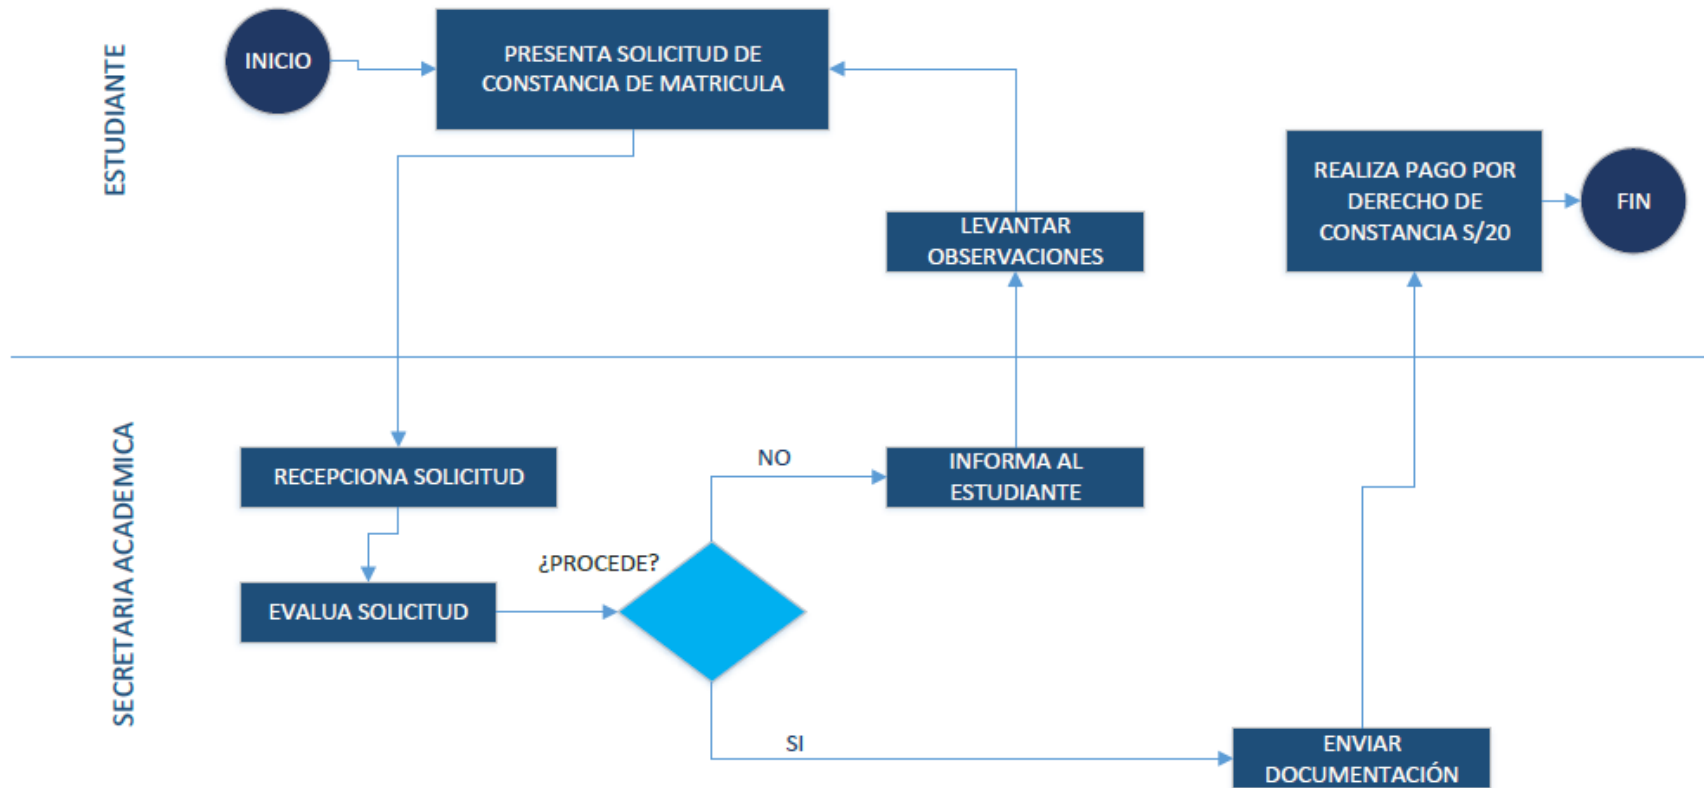 ESTUDIANTE
INICIO
PRESENTA SOLICITUD DE
CONSTANCIA DE MATRICULA
LEVANTAR
OBSERVACIONES
REALIZA PAGO POR
DERECHO DE
CONSTANCIA S/20
FIN
SECRETARIA ACADEMICA
RECEPCIONA SOLICITUD
EVALUA SOLICITUD
¿PROCEDE?
NO
INFORMA AL
ESTUDIANTE
SI
ENVIAR
DOCUMENTACIÓN